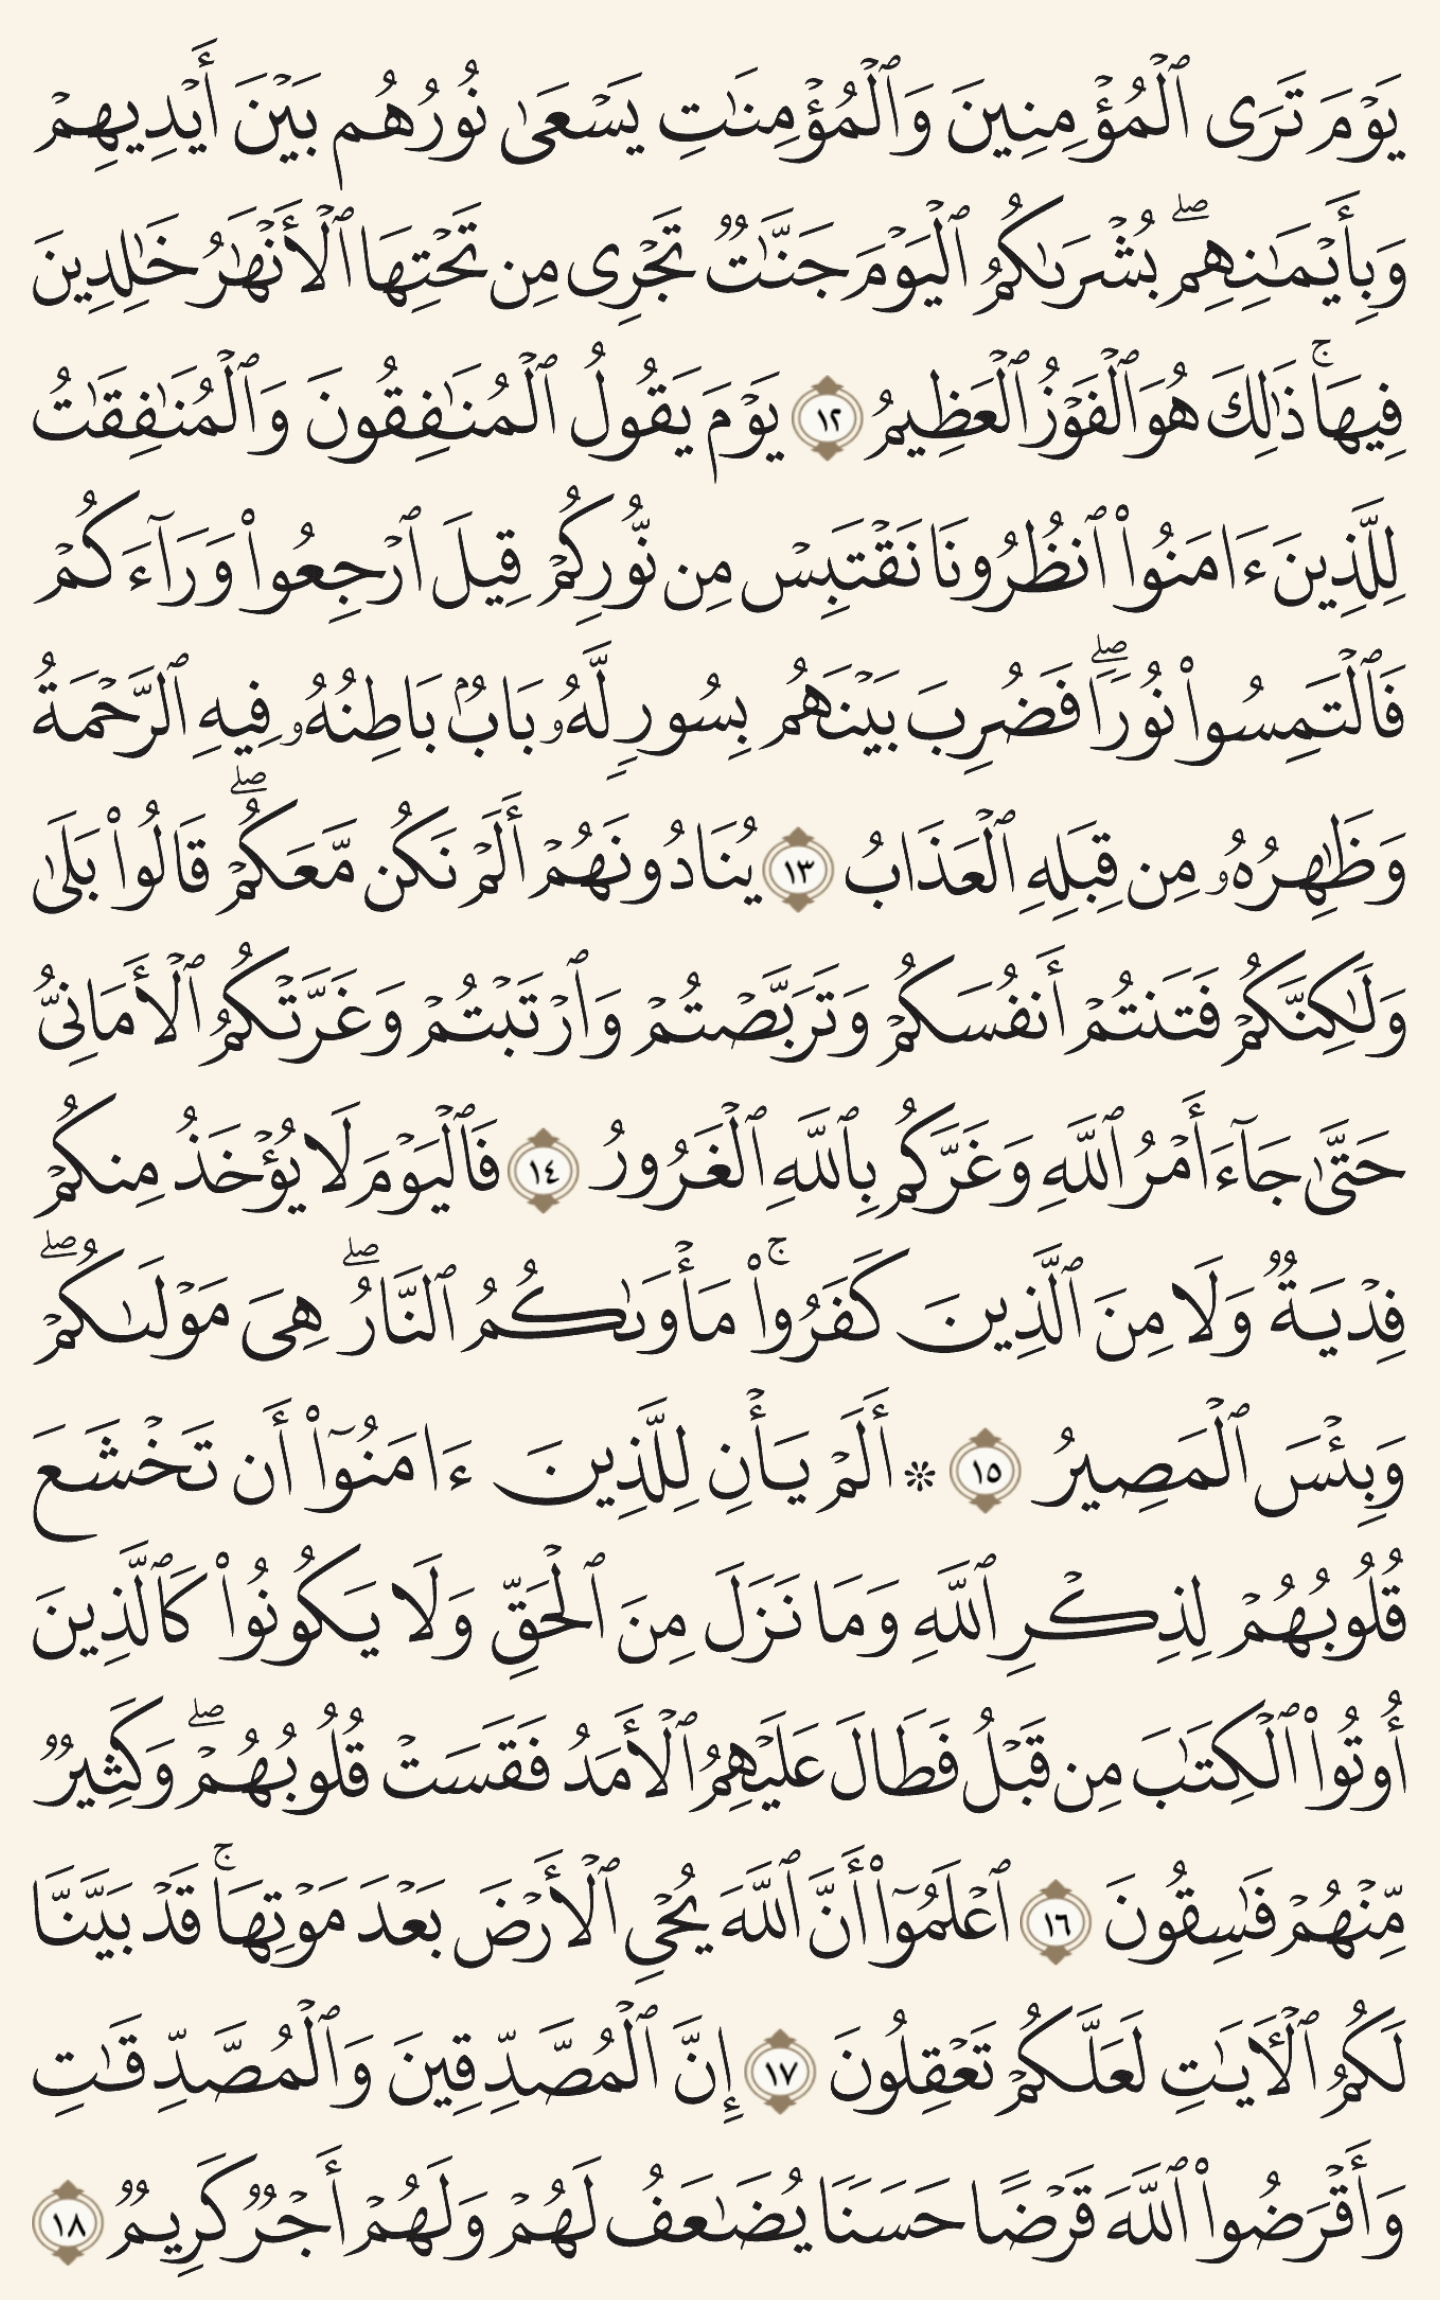 يَوْمَ تَرَى ٱلْمُؤْمِنِينَ وَٱلْمُؤْمِنَٰتِ يَسْعَىٰ نُورُهُم بَيْنَ أَيْدِيهِمْ
وَبِأَيْمَٰنِهِمۖ بُشْرَىٰكُمُ ٱلْيَوْمَ جَنَّٰتٌ تَجْرِى مِن تَحْتِهَا ٱلْأَنْهَٰرُ خَٰلِدِينَ
فِيهَاۚ ذَٰلِكَ هُوَ ٱلْفَوْزُ ٱلْعَظِيمُ ١٢ يَوْمَ يَقُولُ ٱلْمُنَٰفِقُونَ وَٱلْمُنَٰفِقَٰتُ
لِلَّذِينَ ءَامَنُوا۟ ٱنظُرُونَا نَقْتَبِسْ مِن نُّورِكُمْ قِيلَ ٱرْجِعُوا۟ وَرَآءَكُمْ
فَٱلْتَمِسُوا۟ نُورًاۖ فَضُرِبَ بَيْنَهُم بِسُورٍ لَّهُۥ بَابٌۢ بَاطِنُهُۥ فِيهِ ٱلرَّحْمَةُ
وَظَٰهِرُهُۥ مِن قِبَلِهِ ٱلْعَذَابُ ١٣ يُنَادُونَهُمْ أَلَمْ نَكُن مَّعَكُمْۖ قَالُوا۟ بَلَىٰ
وَلَٰكِنَّكُمْ فَتَنتُمْ أَنفُسَكُمْ وَتَرَبَّصْتُمْ وَٱرْتَبْتُمْ وَغَرَّتْكُمُ ٱلْأَمَانِىُّ
حَتَّىٰ جَآءَ أَمْرُ ٱللَّهِ وَغَرَّكُم بِٱللَّهِ ٱلْغَرُورُ ١٤ فَٱلْيَوْمَ لَا يُؤْخَذُ مِنكُمْ
فِدْيَةٌ وَلَا مِنَ ٱلَّذِينَ كَفَرُوا۟ۚ مَأْوَىٰكُمُ ٱلنَّارُۖ هِىَ مَوْلَىٰكُمْۖ
وَبِئْسَ ٱلْمَصِيرُ ١٥ ۞ أَلَمْ يَأْنِ لِلَّذِينَ ءَامَنُوٓا۟ أَن تَخْشَعَ
قُلُوبُهُمْ لِذِكْرِ ٱللَّهِ وَمَا نَزَلَ مِنَ ٱلْحَقِّ وَلَا يَكُونُوا۟ كَٱلَّذِينَ
أُوتُوا۟ ٱلْكِتَٰبَ مِن قَبْلُ فَطَالَ عَلَيْهِمُ ٱلْأَمَدُ فَقَسَتْ قُلُوبُهُمْۖ وَكَثِيرٌ
مِّنْهُمْ فَٰسِقُونَ ١٦ ٱعْلَمُوٓا۟ أَنَّ ٱللَّهَ يُحْىِ ٱلْأَرْضَ بَعْدَ مَوْتِهَاۚ قَدْ بَيَّنَّا
لَكُمُ ٱلْـَٔايَٰتِ لَعَلَّكُمْ تَعْقِلُونَ ١٧ إِنَّ ٱلْمُصَّدِّقِينَ وَٱلْمُصَّدِّقَٰتِ
وَأَقْرَضُوا۟ ٱللَّهَ قَرْضًا حَسَنًا يُضَٰعَفُ لَهُمْ وَلَهُمْ أَجْرٌ كَرِيمٌ ١٨